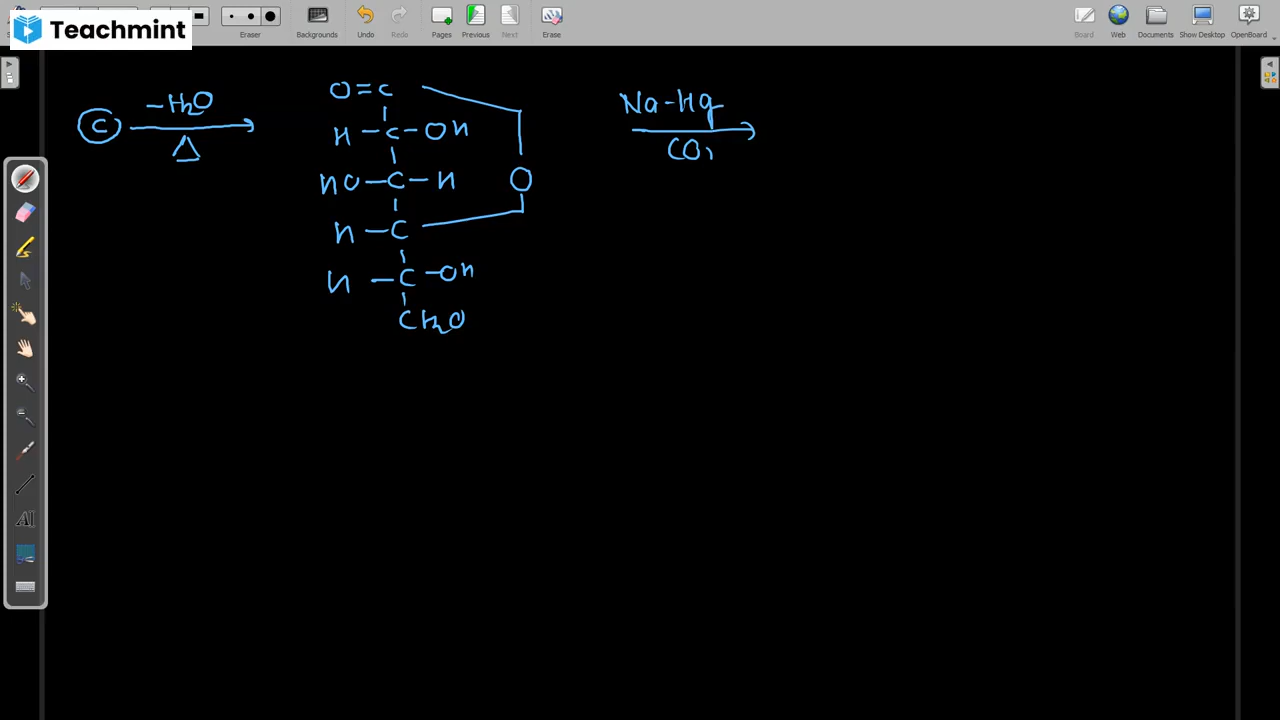 Teachmint
Eraser
Backgrounds
Undo
Redo
Pages
Previous
Next
Erase
Board
Web
Documents
Show Desktop
OpenBoard
C
-H2O
Δ
O=C
H-C-OH
HO-C-H
O
H-C
H-C-OH
CH2O
Na-Hg
CO2
AI